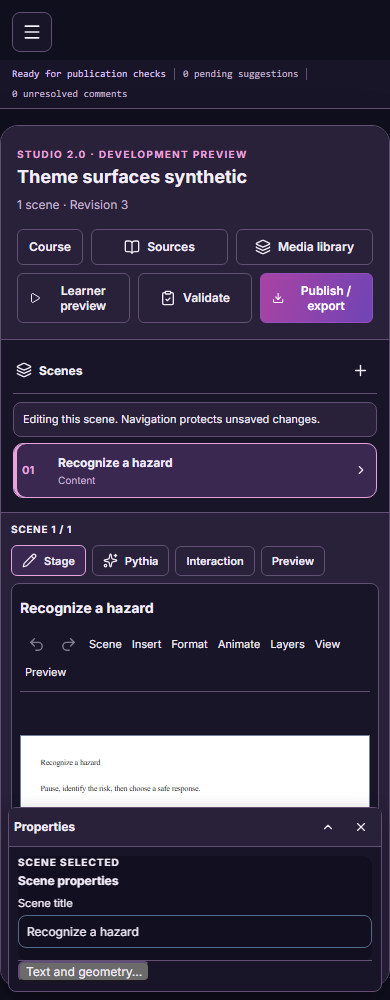 Ready for publication checks | 0 pending suggestions |
0 unresolved comments
STUDIO 2.0 · DEVELOPMENT PREVIEW
Theme surfaces synthetic
1 scene · Revision 3
Course
Sources
Media library
Learner preview
Validate
Publish / export
Scenes
Editing this scene. Navigation protects unsaved changes.
01
Recognize a hazard
Content
SCENE 1 / 1
Stage
Pythia
Interaction
Preview
Recognize a hazard
Scene Insert Format Animate Layers View
Preview
Recognize a hazard
Pause, identify the risk, then choose a safe response.
Properties
SCENE SELECTED
Scene properties
Scene title
Recognize a hazard
Text and geometry...